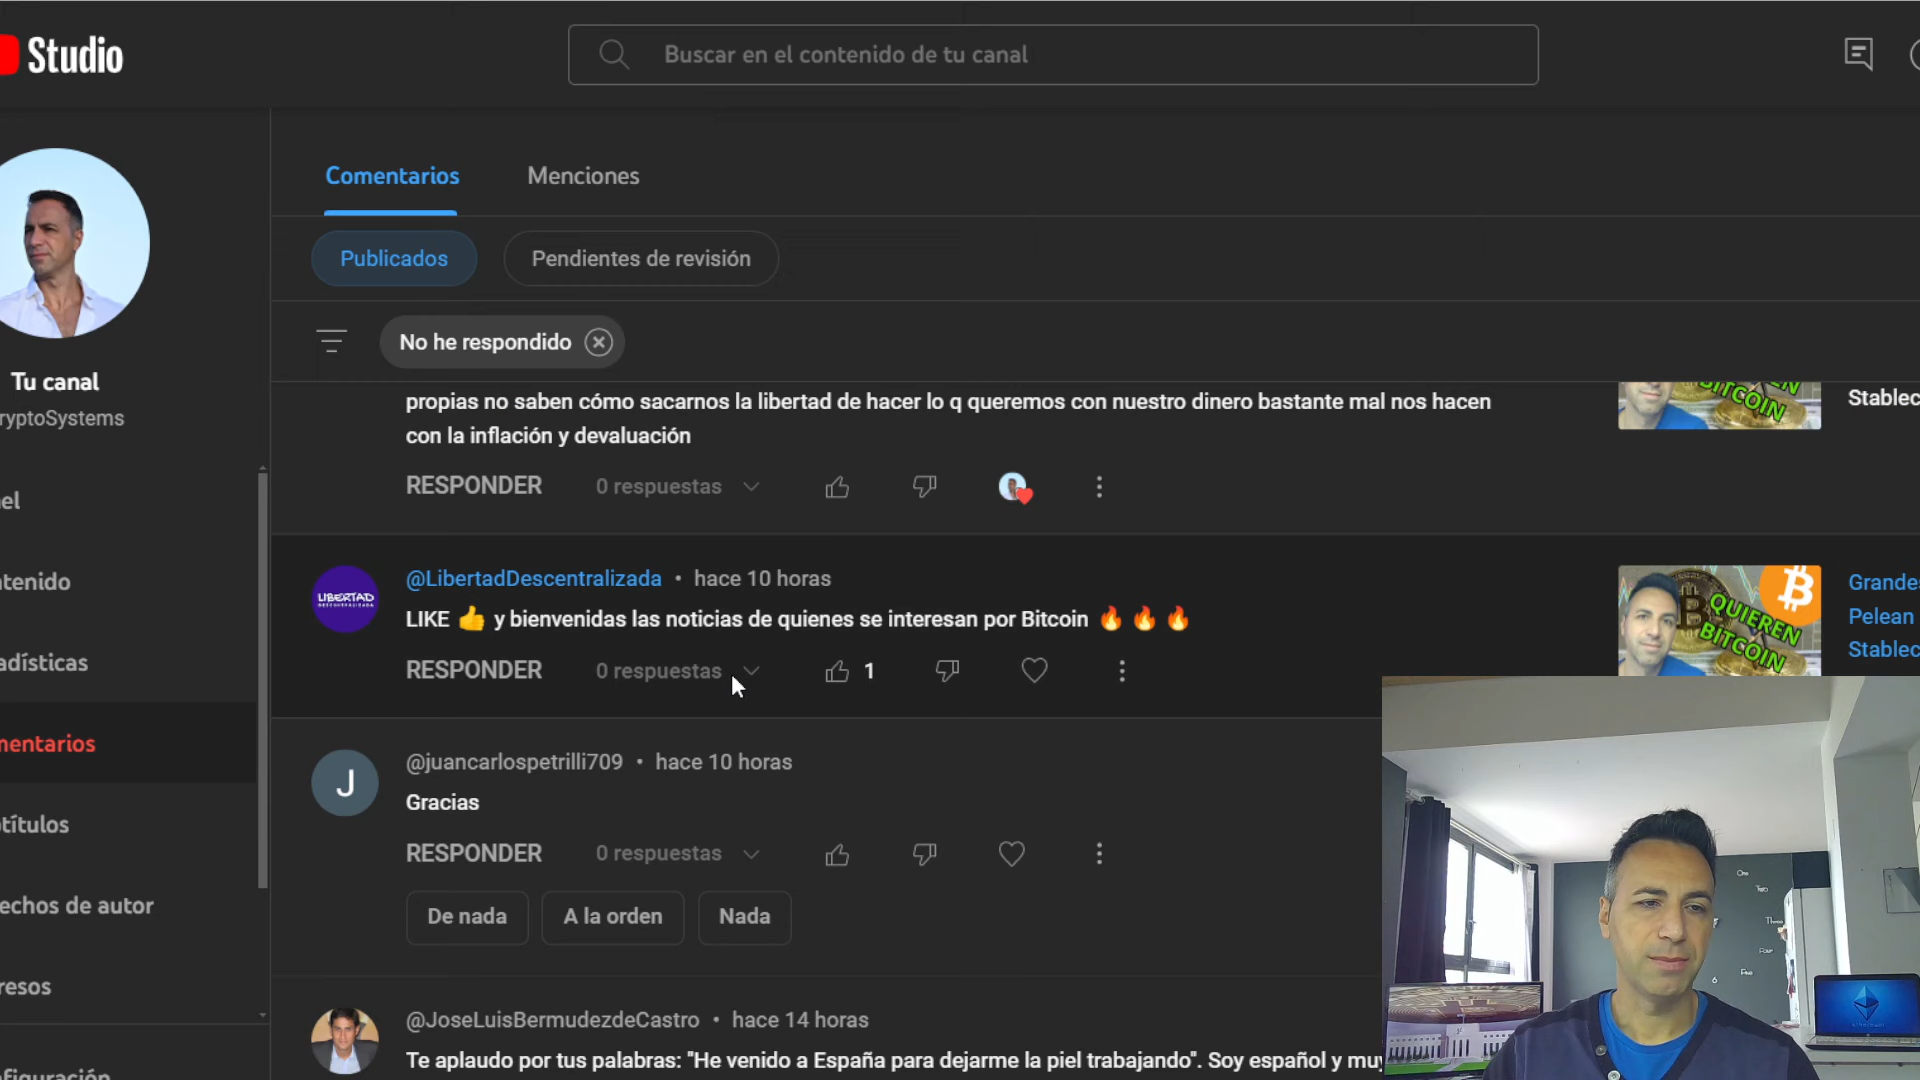 Studio
Buscar en el contenido de tu canal
Comentarios
Menciones
Publicados
Pendientes de revisión
No he respondido
Tu canal
ryptoSystems
el
tenido
adísticas
mentarios
títulos
echos de autor
resos
figuración
propias no saben cómo sacarnos la libertad de hacer lo q queremos con nuestro dinero bastante mal nos hacen
con la inflación y devaluación
RESPONDER 0 respuestas
BITCOIN
Stablec
LIBERTAD
@LibertadDescentralizada • hace 10 horas
LIKE 👍 y bienvenidas las noticias de quienes se interesan por Bitcoin 🔥 🔥 🔥
RESPONDER 0 respuestas 1
QUIEREN
BITCOIN
Grandes
Pelean
Stablec
J
@juancarlospetrilli709 • hace 10 horas
Gracias
RESPONDER 0 respuestas
De nada
A la orden
Nada
@JoseLuisBermudezdeCastro • hace 14 horas
Te aplaudo por tus palabras: "He venido a España para dejarme la piel trabajando". Soy español y muy